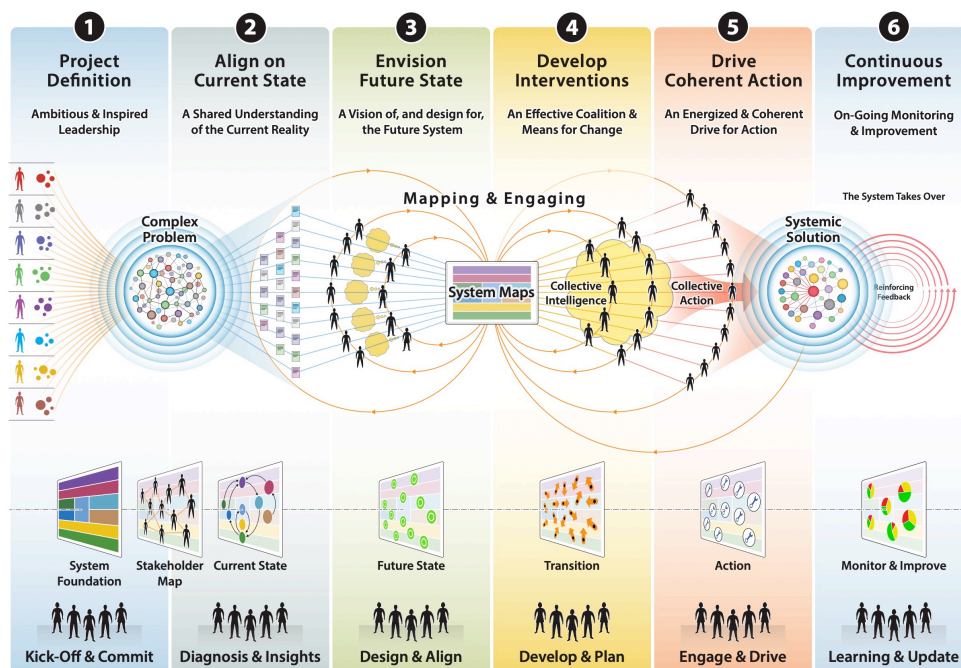 1
Project
Definition
Ambitious & Inspired
Leadership
2
Align on
Current State
A Shared Understanding
of the Current Reality
3
Envision
Future State
A Vision of, and design for,
the Future System
4
Develop
Interventions
An Effective Coalition &
Means for Change
5
Drive
Coherent Action
An Energized & Coherent
Drive for Action
6
Continuous
Improvement
On-Going Monitoring
& Improvement
Mapping & Engaging
The System Takes Over
Complex
Problem
Systemic
Solution
System Maps
Collective
Intelligence
Collective
Action
Reinforcing
Feedback
System
Foundation
Stakeholder
Map
Current State
Future State
Transition
Action
Monitor & Improve
Kick-Off & Commit
Diagnosis & Insights
Design & Align
Develop & Plan
Engage & Drive
Learning & Update